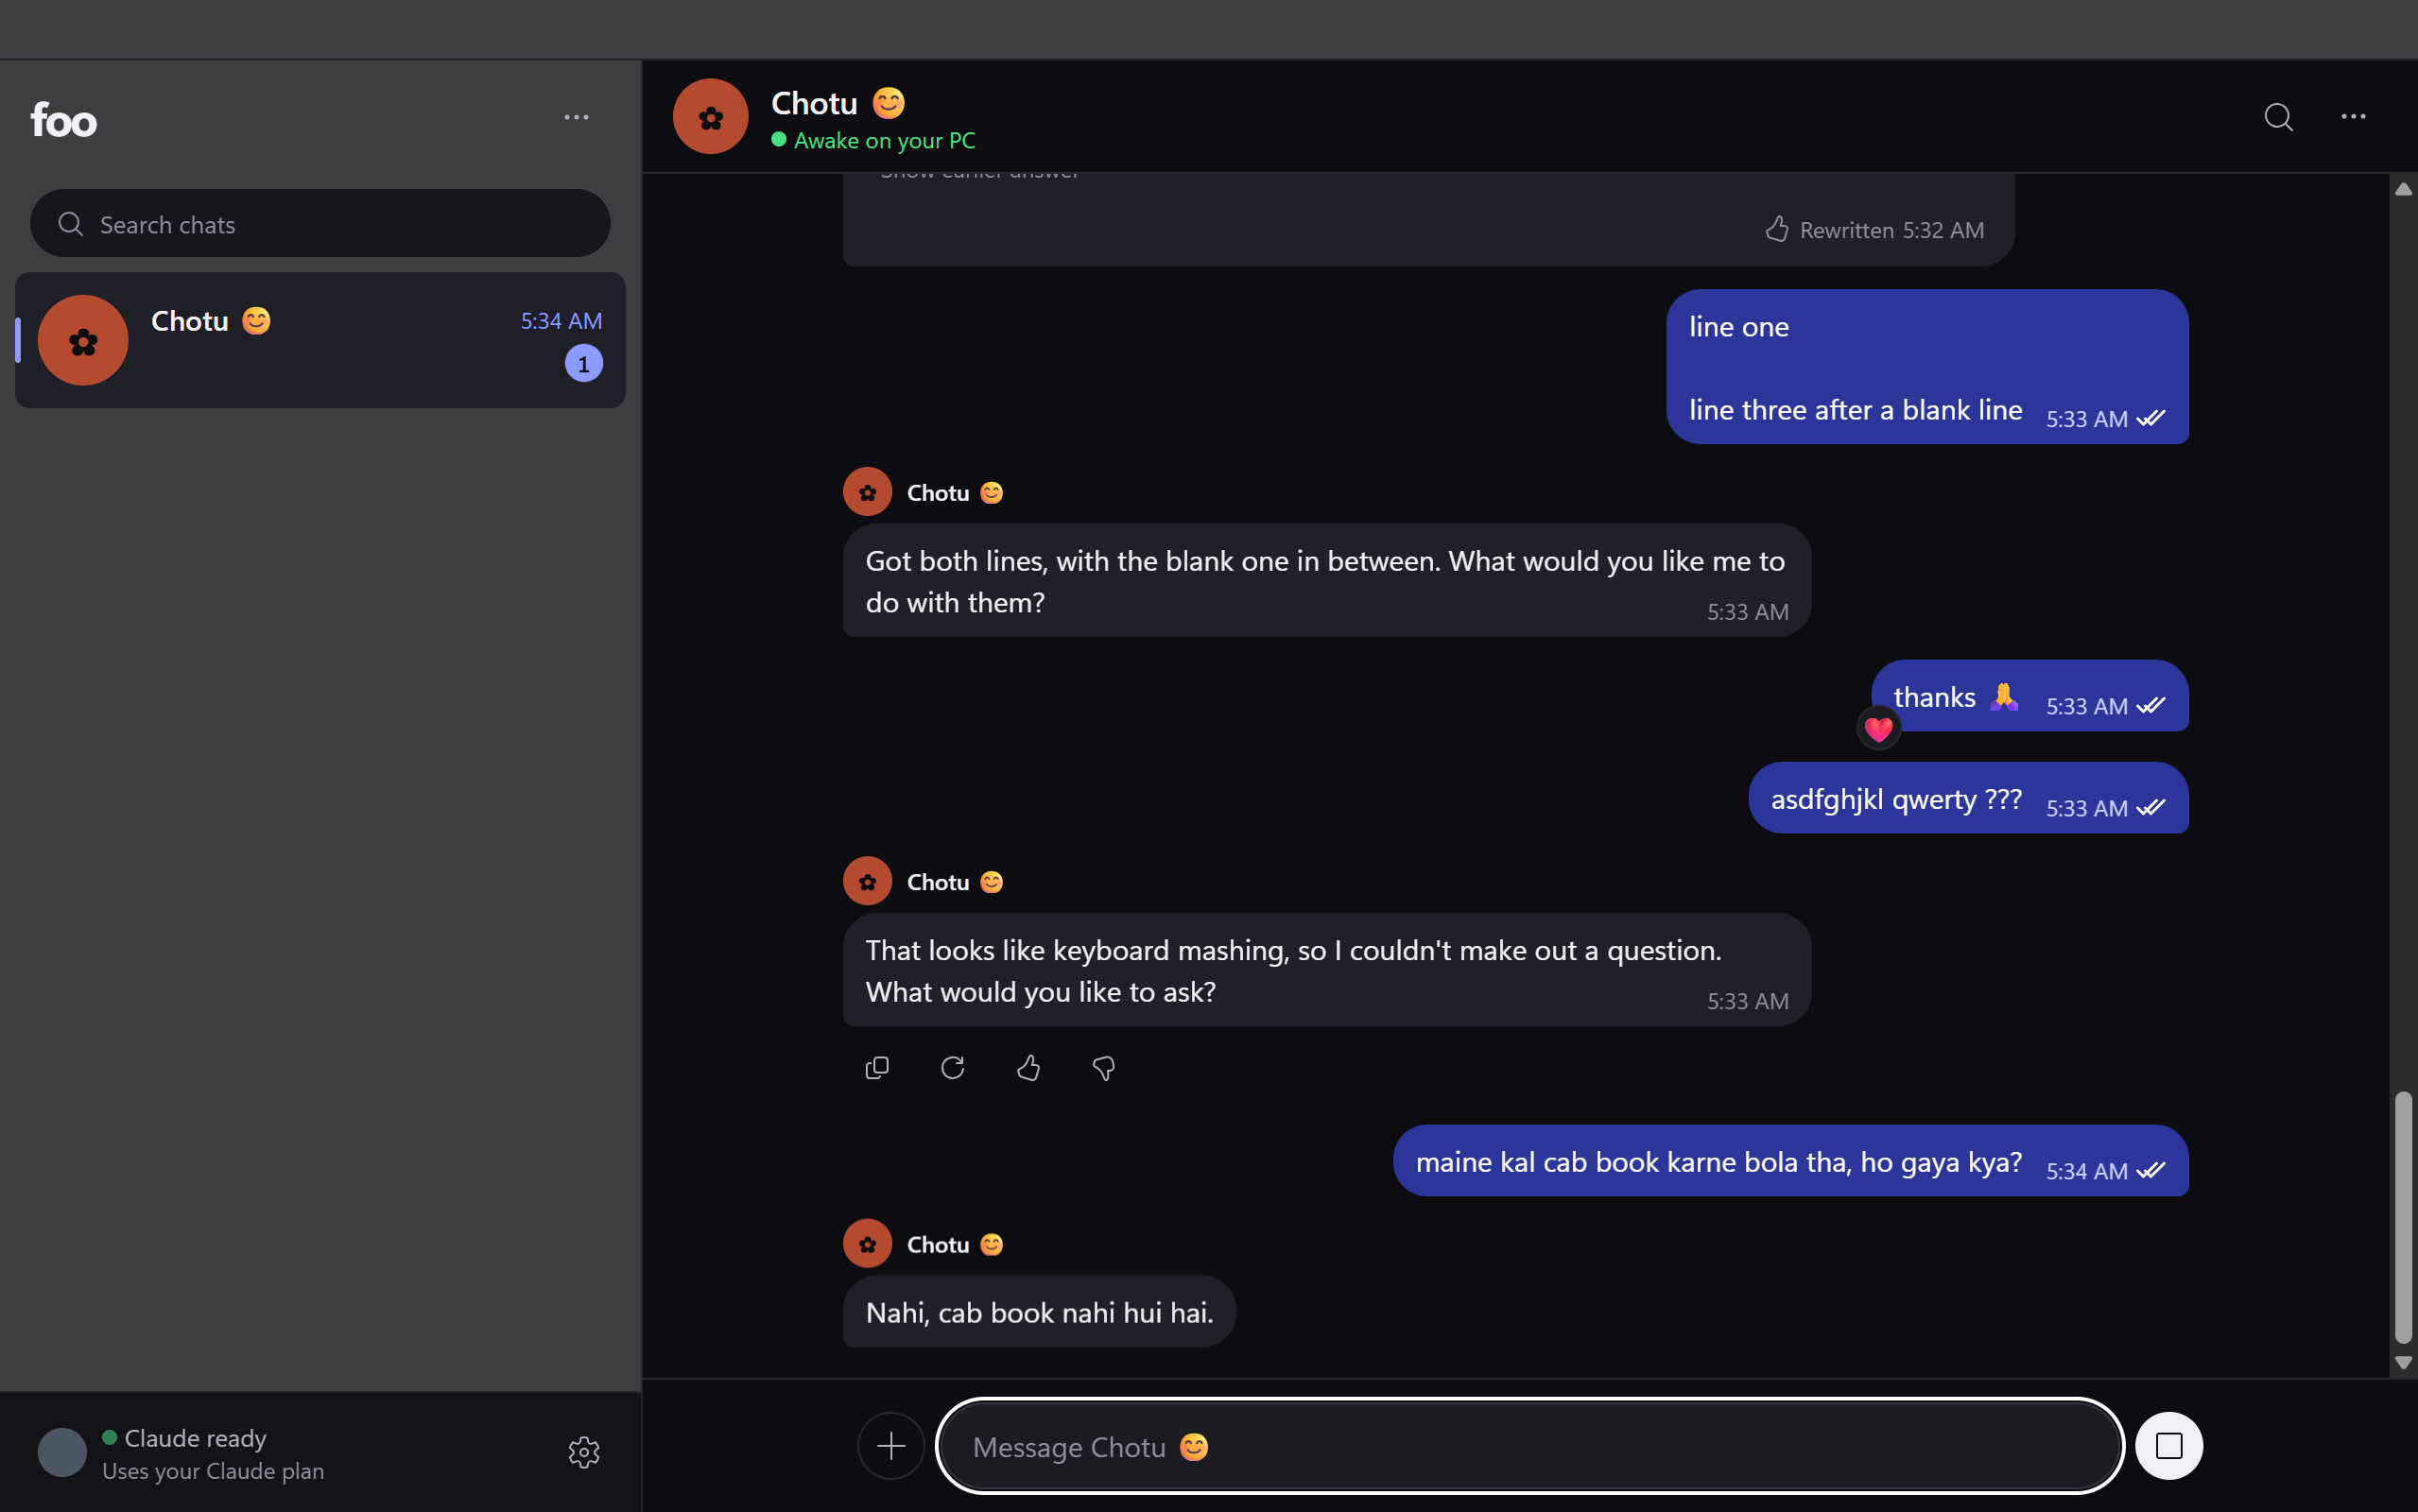 foo
Search chats
Chotu 😊
5:34 AM
1
Claude ready
Uses your Claude plan
Chotu 😊
Awake on your PC
Rewritten 5:32 AM
line one

line three after a blank line 5:33 AM
Chotu 😊
Got both lines, with the blank one in between. What would you like me to
do with them?
5:33 AM
thanks 🙏 5:33 AM
asdfghjkl qwerty ??? 5:33 AM
Chotu 😊
That looks like keyboard mashing, so I couldn't make out a question.
What would you like to ask?
5:33 AM
maine kal cab book karne bola tha, ho gaya kya? 5:34 AM
Chotu 😊
Nahi, cab book nahi hui hai.
Message Chotu 😊